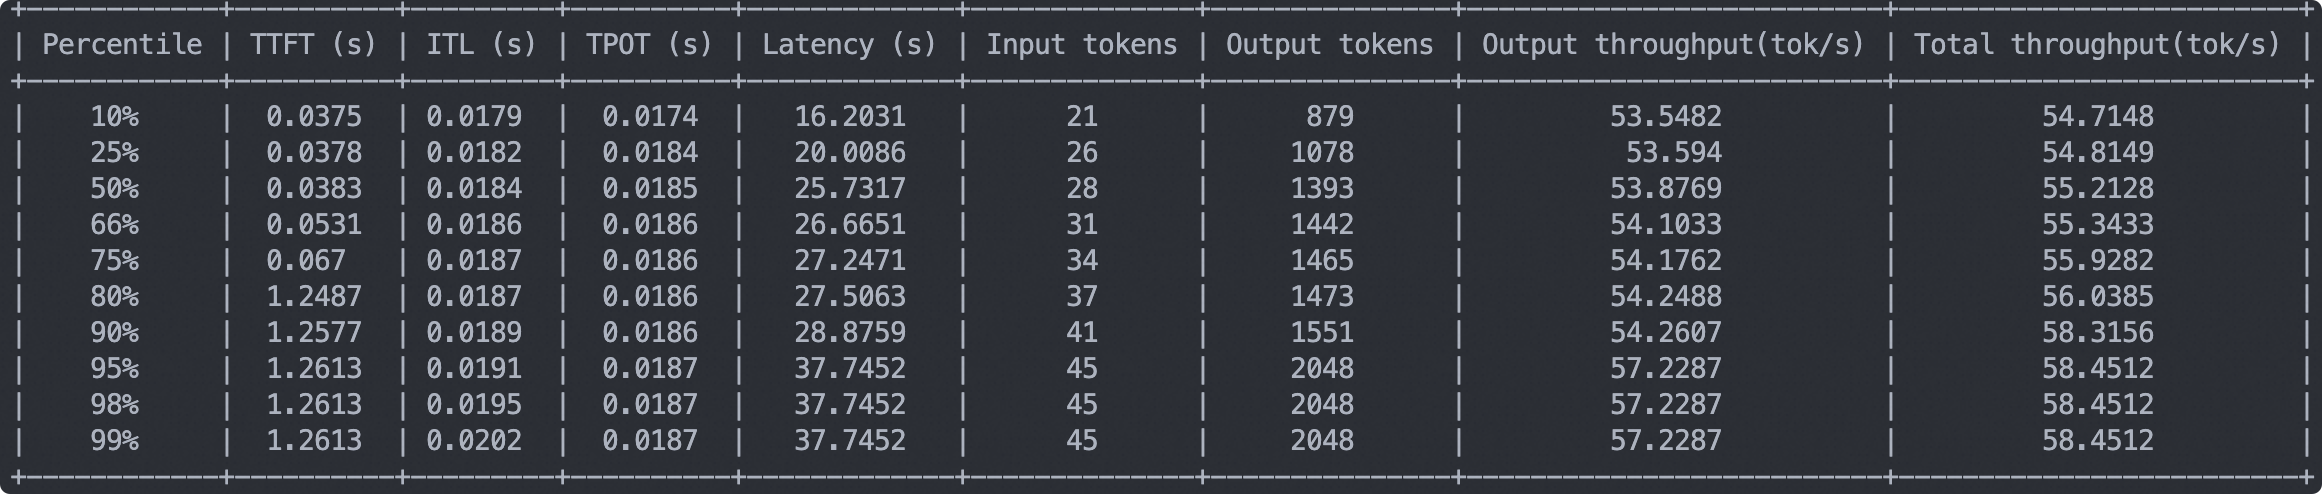 | Percentile | TTFT (s) | ITL (s) | TPOT (s) | Latency (s) | Input tokens | Output tokens | Output throughput(tok/s) | Total throughput(tok/s) |
| 10% | 0.0375 | 0.0179 | 0.0174 | 16.2031 | 21 | 879 | 53.5482 | 54.7148 |
| 25% | 0.0378 | 0.0182 | 0.0184 | 20.0086 | 26 | 1078 | 53.594 | 54.8149 |
| 50% | 0.0383 | 0.0184 | 0.0185 | 25.7317 | 28 | 1393 | 53.8769 | 55.2128 |
| 66% | 0.0531 | 0.0186 | 0.0186 | 26.6651 | 31 | 1442 | 54.1033 | 55.3433 |
| 75% | 0.067 | 0.0187 | 0.0186 | 27.2471 | 34 | 1465 | 54.1762 | 55.9282 |
| 80% | 1.2487 | 0.0187 | 0.0186 | 27.5063 | 37 | 1473 | 54.2488 | 56.0385 |
| 90% | 1.2577 | 0.0189 | 0.0186 | 28.8759 | 41 | 1551 | 54.2607 | 58.3156 |
| 95% | 1.2613 | 0.0191 | 0.0187 | 37.7452 | 45 | 2048 | 57.2287 | 58.4512 |
| 98% | 1.2613 | 0.0195 | 0.0187 | 37.7452 | 45 | 2048 | 57.2287 | 58.4512 |
| 99% | 1.2613 | 0.0202 | 0.0187 | 37.7452 | 45 | 2048 | 57.2287 | 58.4512 |